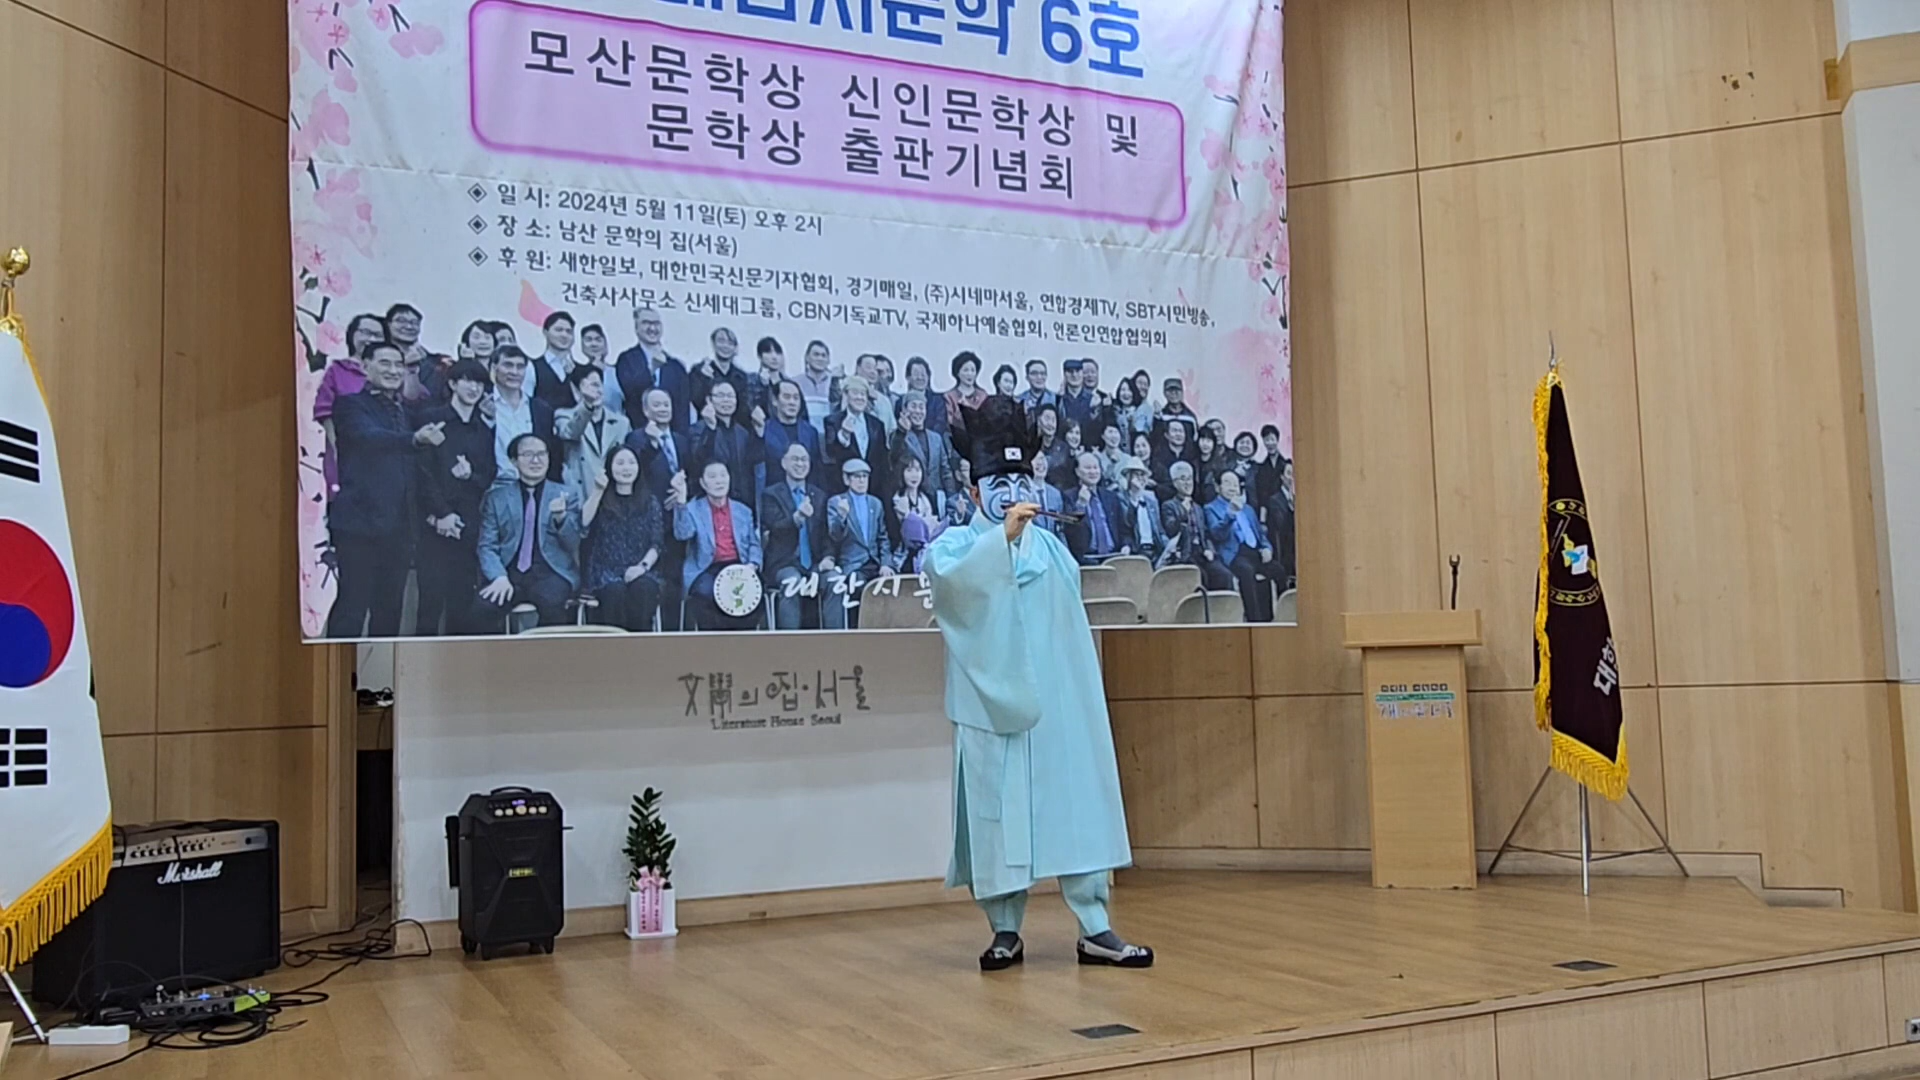 문학 6호
모산문학상 신인문학상 및
문학상 출판기념회
◈ 일 시: 2024년 5월 11일(토) 오후 2시
◈ 장 소: 남산 문학의 집(서울)
◈ 후 원: 새한일보, 대한민국신문기자협회, 경기매일, (주)시네마서울, 연합경제TV, SBT시민방송,
건축사사무소 신세대그룹, CBN기독교TV, 국제하나예술협회, 언론인연합협의회
대한시문
文學의 집·서울
Literature House Seoul
Marshall
대한